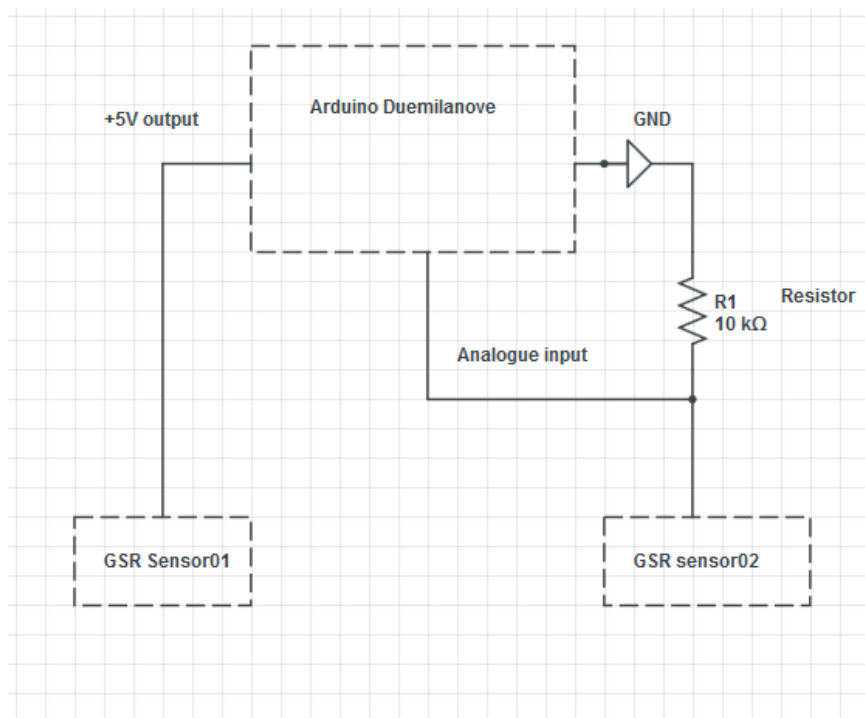 Arduino Duemilanove
+5V output
GND
R1
10 kΩ
Resistor
Analogue input
GSR Sensor01
GSR sensor02